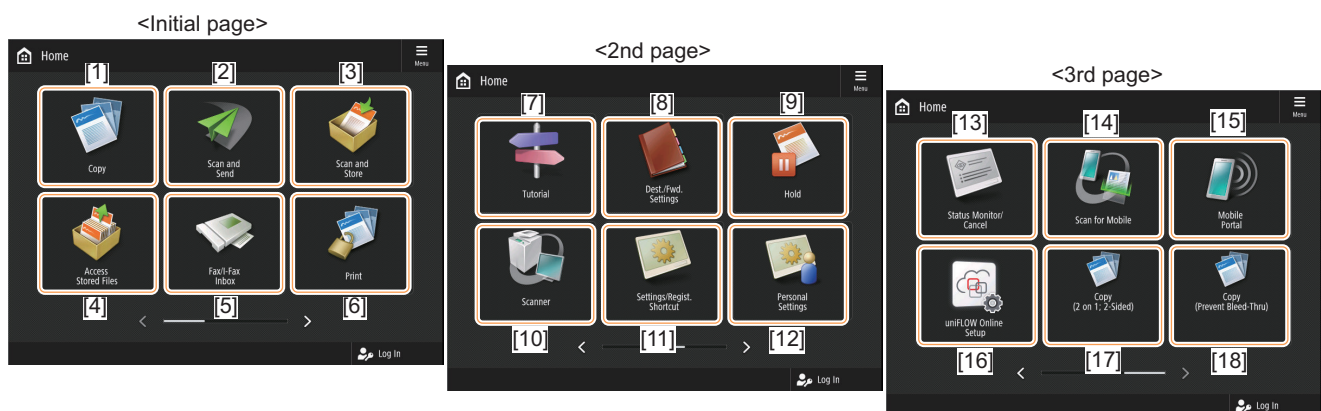 <Initial page>
Home
Menu
[1]
[2]
[3]
Copy
Scan and
Send
Scan and
Store
Access
Stored Files
Fax/I-Fax
Inbox
Print
[4]
[5]
[6]
<
>
Log In
<2nd page>
Home
Menu
[7]
[8]
[9]
Tutorial
Dest./Fwd.
Settings
Hold
Scanner
Settings/Regist.
Shortcut
Personal
Settings
[10]
[11]
[12]
<
>
Log In
<3rd page>
Home
Menu
[13]
[14]
[15]
Status Monitor/
Cancel
Scan for Mobile
Mobile
Portal
uniFLOW Online
Setup
Copy
(2 on 1; 2-Sided)
Copy
(Prevent Bleed-Thru)
[16]
[17]
[18]
<
>
Log In